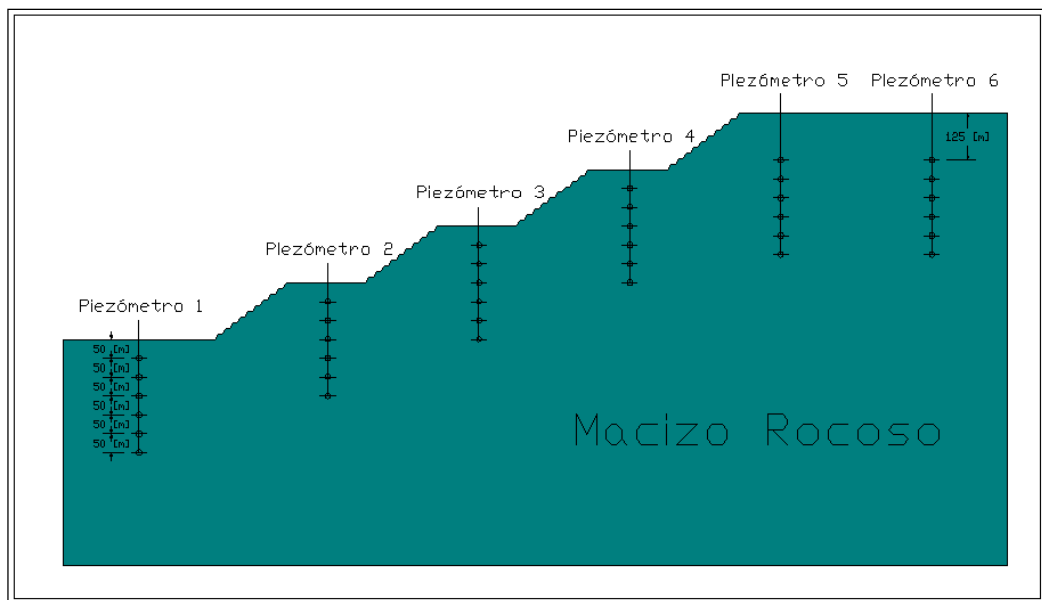 Piezómetro 5
Piezómetro 6
Piezómetro 4
125 [m]
Piezómetro 3
Piezómetro 2
Piezómetro 1
50 [m]
50 [m]
50 [m]
50 [m]
50 [m]
50 [m]
Macizo Rocoso